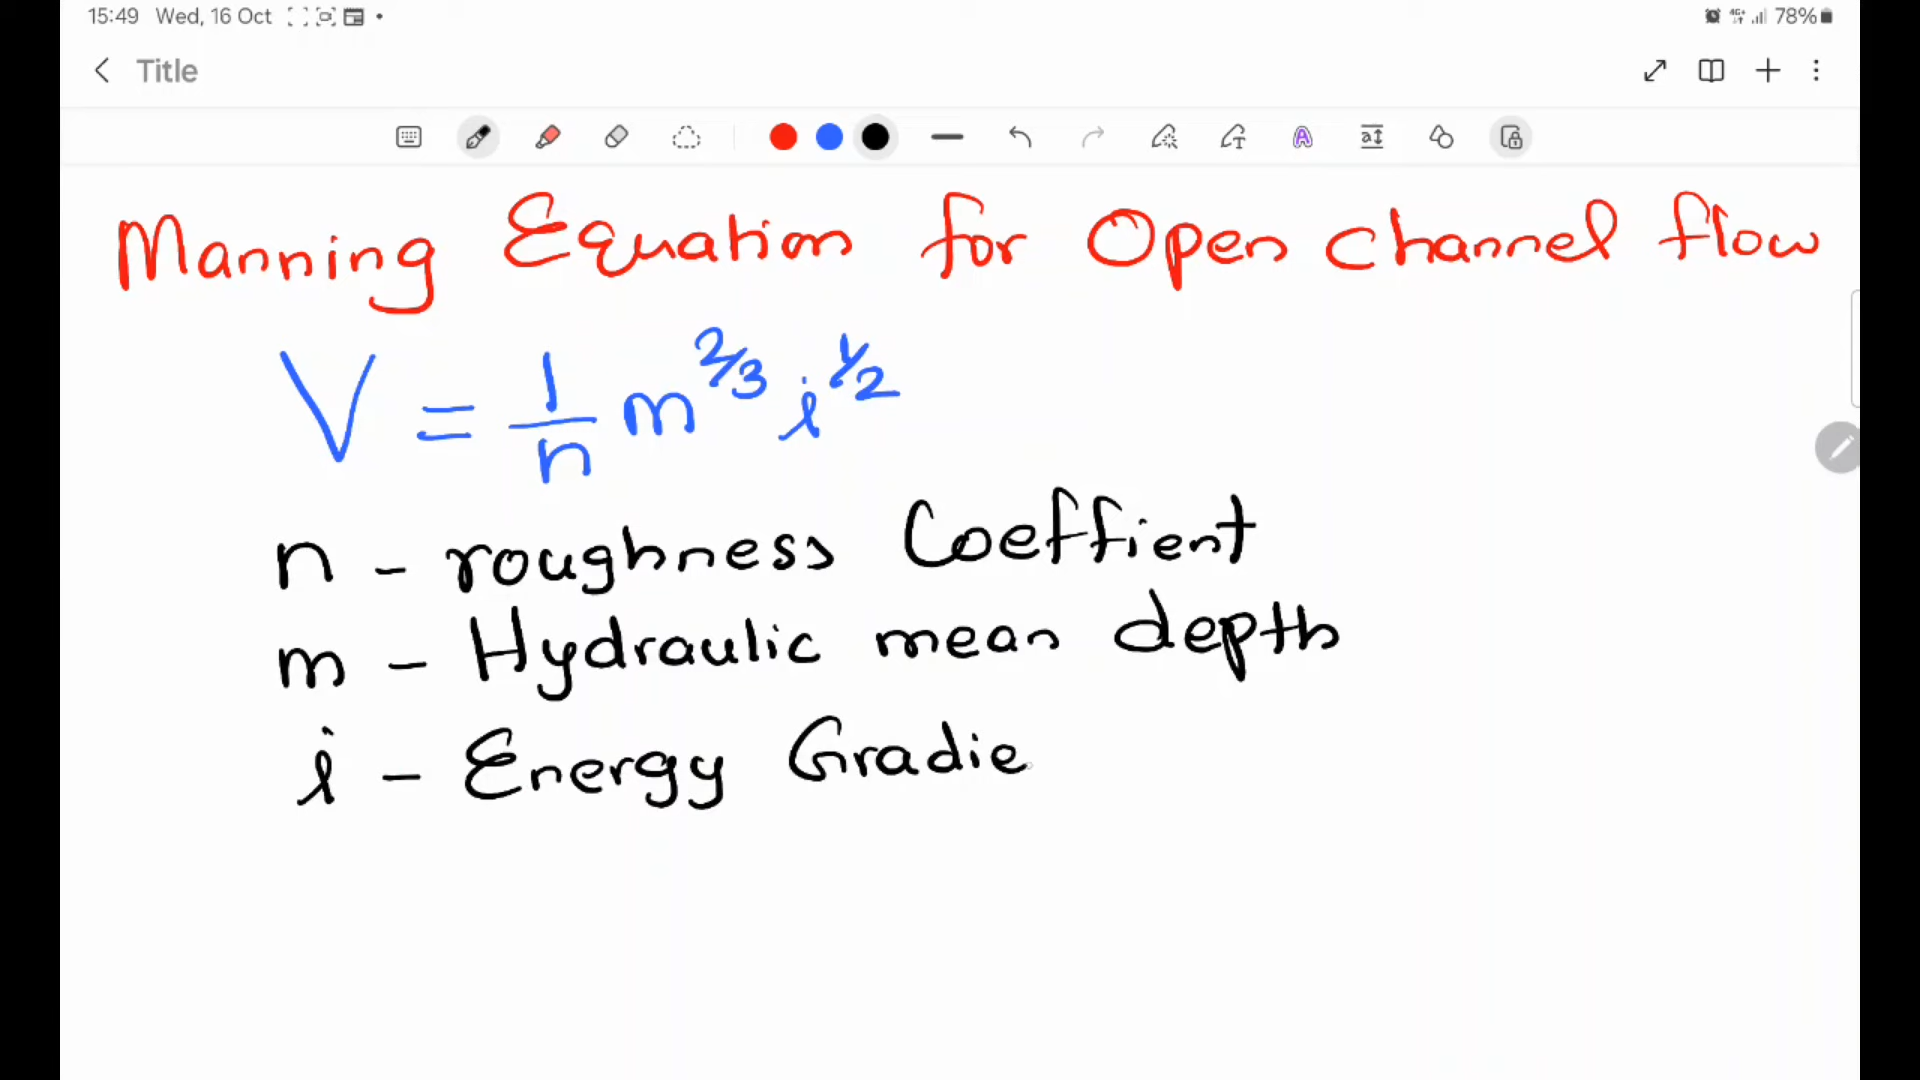 15:49 Wed, 16 Oct 78%
Title
Manning Equation for Open channel flow
V = 1/n m^2/3 i^1/2
n - roughness Coeffient
m - Hydraulic mean depth
i - Energy Gradie